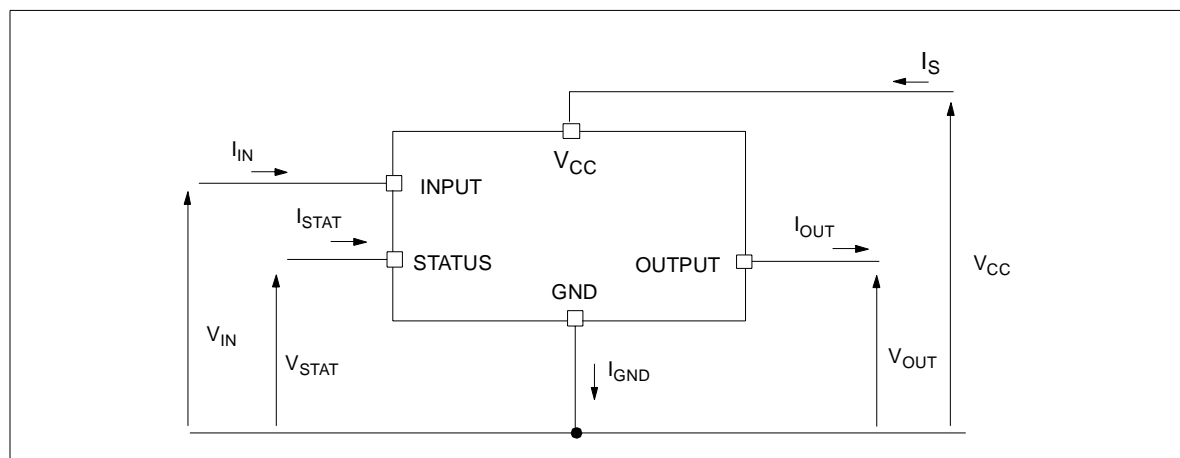 I_S
V_CC
I_IN
INPUT
I_STAT
STATUS
I_OUT
OUTPUT
V_CC
GND
V_IN
V_STAT
I_GND
V_OUT